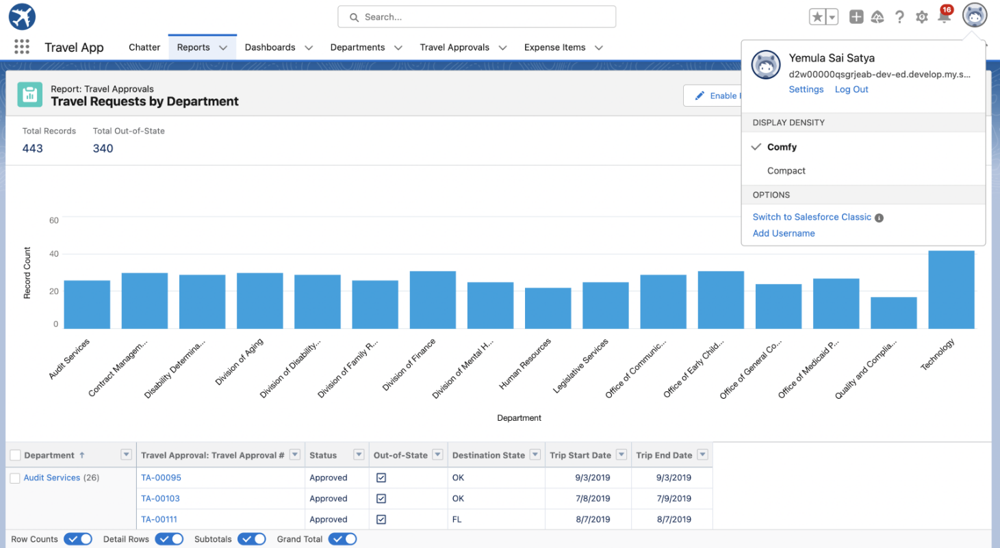 Search...
16
Travel App
Chatter
Reports
Dashboards
Departments
Travel Approvals
Expense Items
Yemula Sai Satya
d2w00000qsgrjeab-dev-ed.develop.my.s...
Settings Log Out
DISPLAY DENSITY
Comfy
Compact
OPTIONS
Switch to Salesforce Classic
Add Username
Report: Travel Approvals
Travel Requests by Department
Enable
Total Records Total Out-of-State
443 340
60
40
20
0
Record Count
Audit Services
Contract Managem...
Disability Determina...
Division of Aging
Division of Disability...
Division of Family R...
Division of Finance
Division of Mental H...
Human Resources
Legislative Services
Office of Communic...
Office of Early Child...
Office of General Co...
Office of Medicaid P...
Quality and Complia...
Technology
Department
Department ↑ Travel Approval: Travel Approval # Status Out-of-State Destination State Trip Start Date Trip End Date
Audit Services (26) TA-00095 Approved OK 9/3/2019 9/3/2019
TA-00103 Approved OK 7/8/2019 7/9/2019
TA-00111 Approved FL 8/7/2019 8/7/2019
Row Counts Detail Rows Subtotals Grand Total